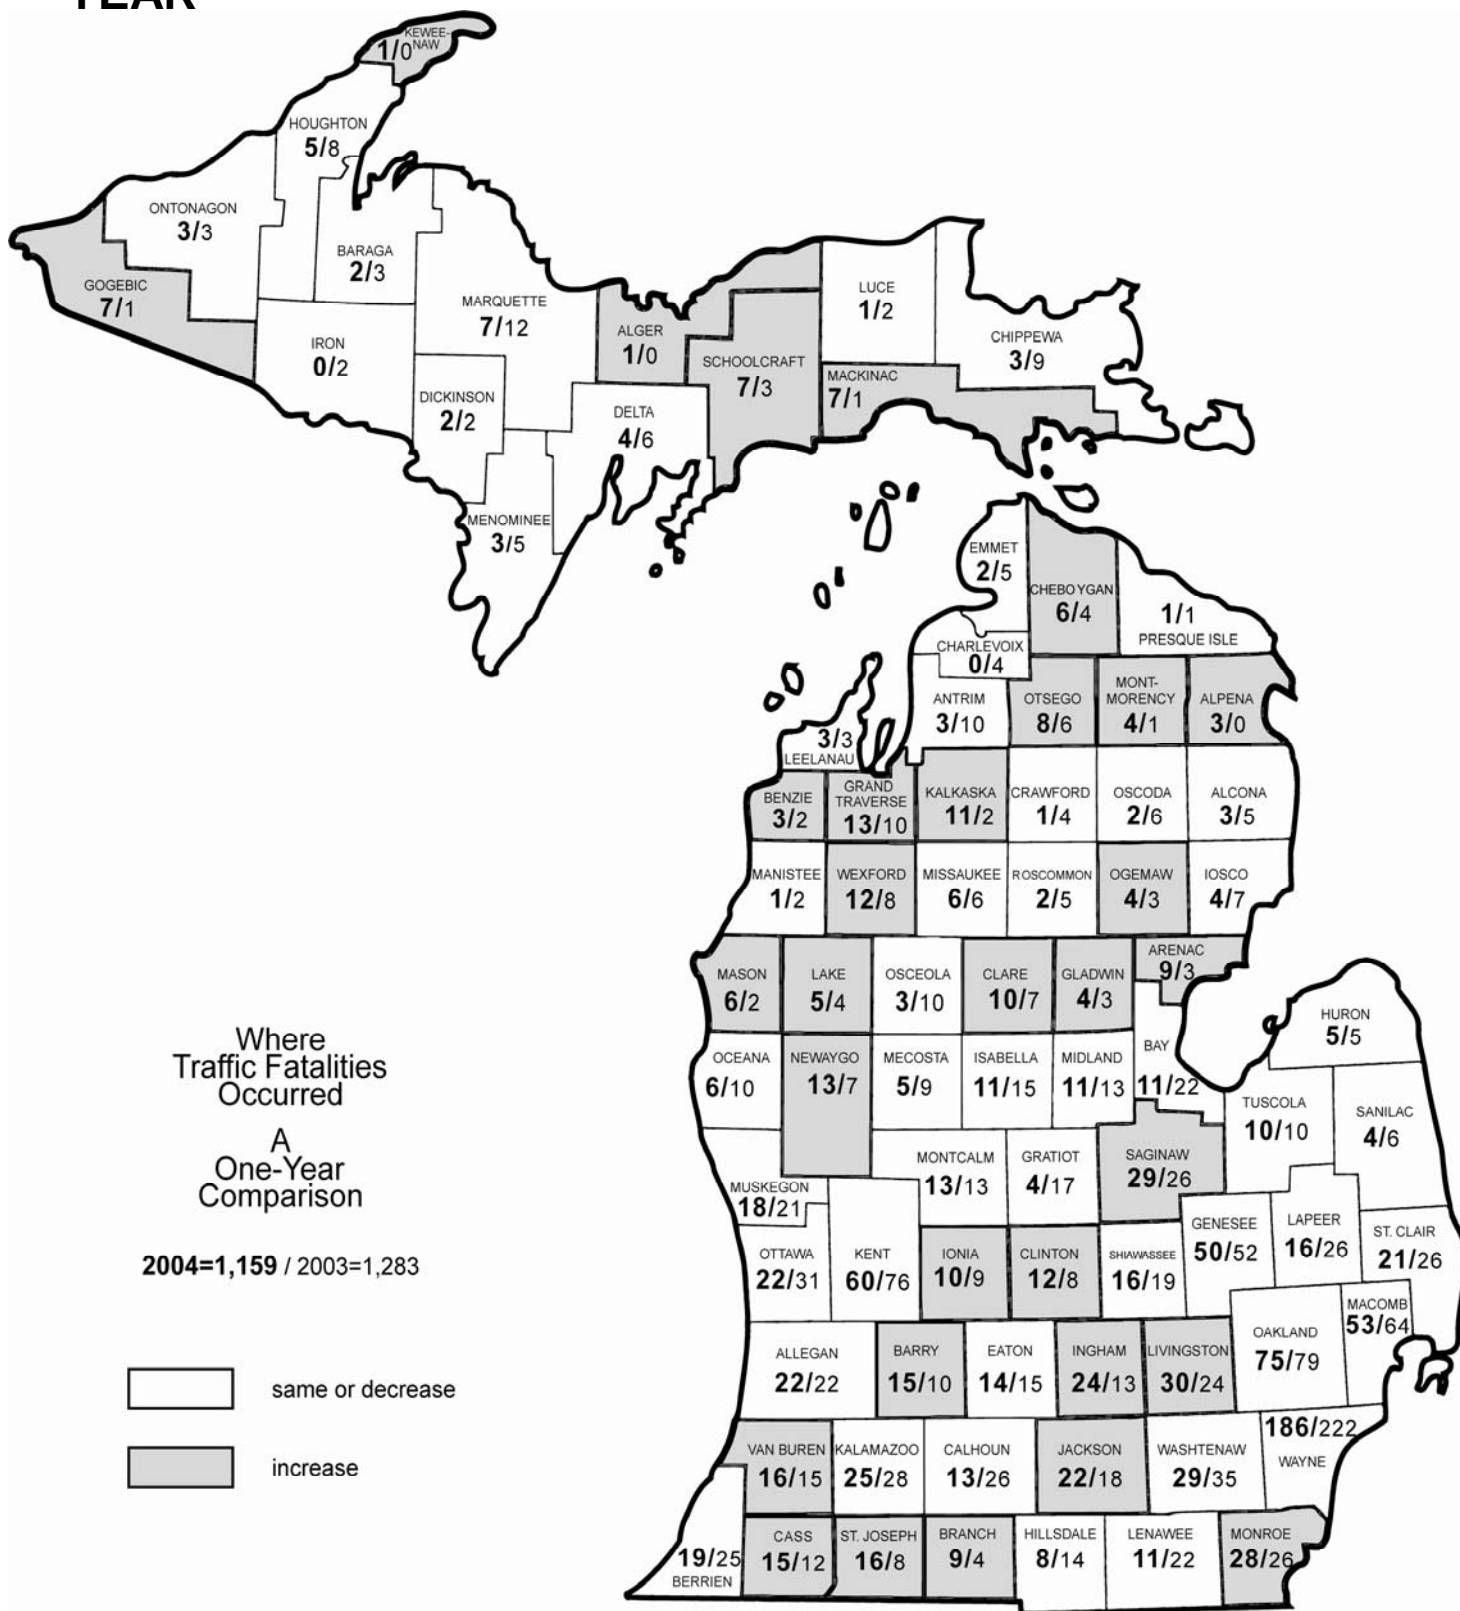 YEAR
KEWEE-
NAW
1/0
HOUGHTON
5/8
ONTONAGON
3/3
BARAGA
2/3
GOGEBIC
7/1
IRON
0/2
MARQUETTE
7/12
DICKINSON
2/2
MENOMINEE
3/5
DELTA
4/6
ALGER
1/0
SCHOOLCRAFT
7/3
LUCE
1/2
CHIPPEWA
3/9
MACKINAC
7/1
EMMET
2/5
CHEBOYGAN
6/4
1/1
PRESQUE ISLE
CHARLEVOIX
0/4
ANTRIM
3/10
OTSEGO
8/6
MONT-
MORENCY
4/1
ALPENA
3/0
3/3
LEELANAU
BENZIE
3/2
GRAND
TRAVERSE
13/10
KALKASKA
11/2
CRAWFORD
1/4
OSCODA
2/6
ALCONA
3/5
MANISTEE
1/2
WEXFORD
12/8
MISSAUKEE
6/6
ROSCOMMON
2/5
OGEMAW
4/3
IOSCO
4/7
MASON
6/2
LAKE
5/4
OSCEOLA
3/10
CLARE
10/7
GLADWIN
4/3
ARENAC
9/3
OCEANA
6/10
NEWAYGO
13/7
MECOSTA
5/9
ISABELLA
11/15
MIDLAND
11/13
BAY
11/22
HURON
5/5
TUSCOLA
10/10
SANILAC
4/6
MUSKEGON
18/21
MONTCALM
13/13
GRATIOT
4/17
SAGINAW
29/26
OTTAWA
22/31
KENT
60/76
IONIA
10/9
CLINTON
12/8
SHIAWASSEE
16/19
GENESEE
50/52
LAPEER
16/26
ST. CLAIR
21/26
ALLEGAN
22/22
BARRY
15/10
EATON
14/15
INGHAM
24/13
LIVINGSTON
30/24
OAKLAND
75/79
MACOMB
53/64
VAN BUREN
16/15
KALAMAZOO
25/28
CALHOUN
13/26
JACKSON
22/18
WASHTENAW
29/35
186/222
WAYNE
19/25
BERRIEN
CASS
15/12
ST. JOSEPH
16/8
BRANCH
9/4
HILLSDALE
8/14
LENAWEE
11/22
MONROE
28/26
Where
Traffic Fatalities
Occurred
A
One-Year
Comparison
2004=1,159 / 2003=1,283
same or decrease
increase